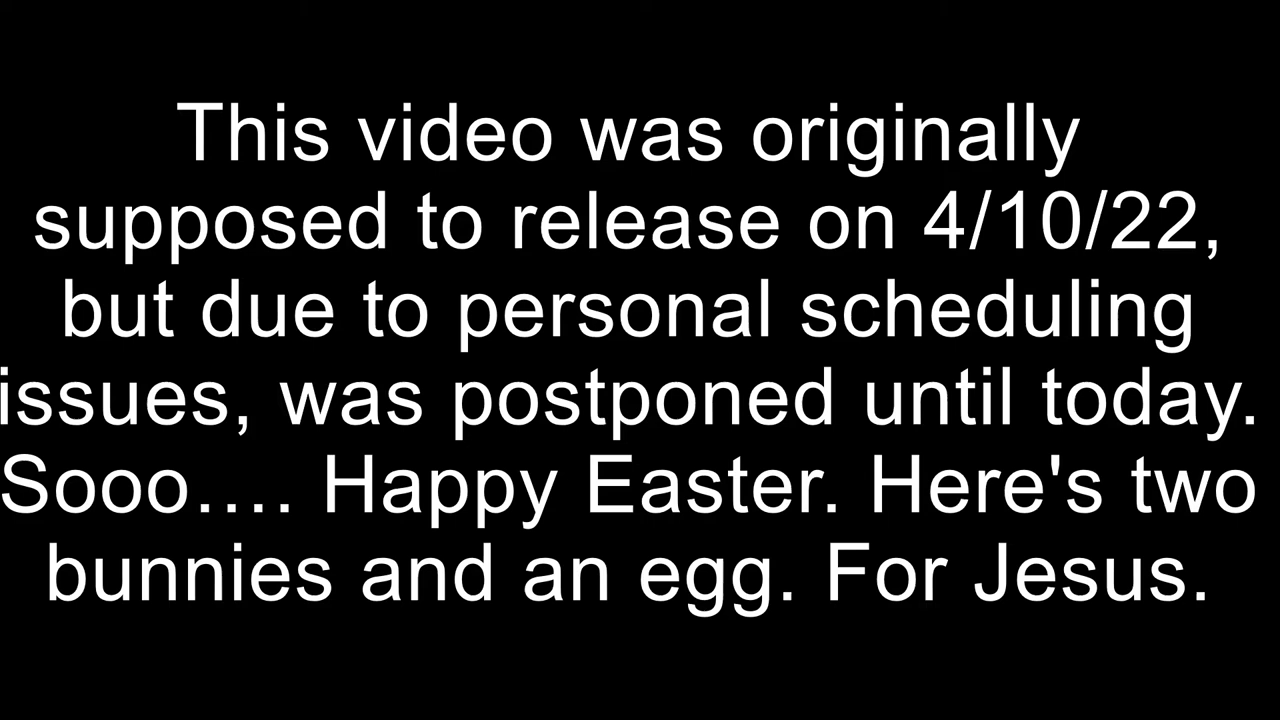 This video was originally
supposed to release on 4/10/22,
but due to personal scheduling
issues, was postponed until today.
Sooo.... Happy Easter. Here's two
bunnies and an egg. For Jesus.